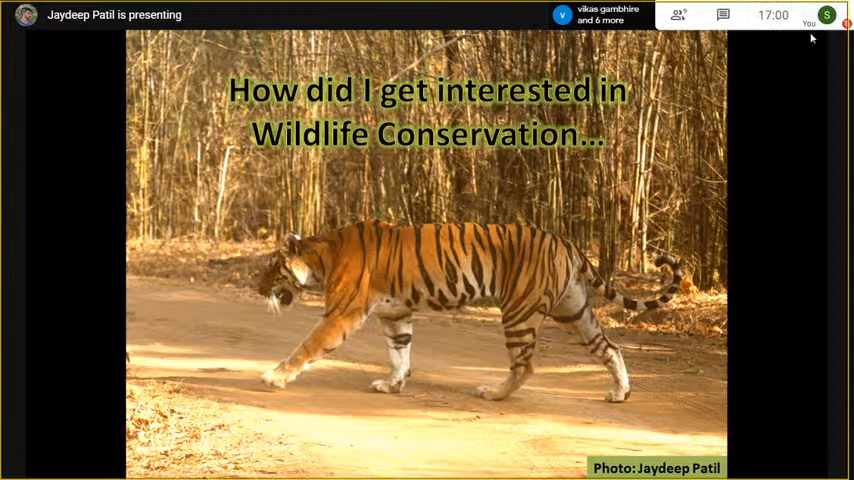 Jaydeep Patil is presenting
vikas gambhire
and 6 more
V
17:00
You
S
How did I get interested in
Wildlife Conservation...
Photo: Jaydeep Patil